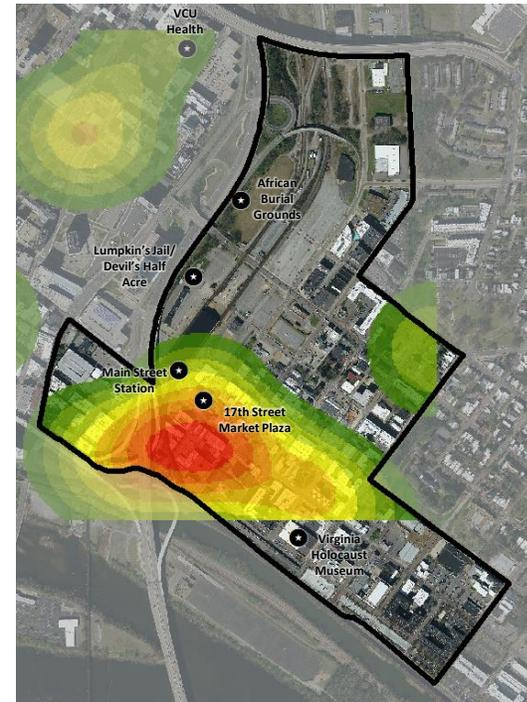 VCU
Health
African
Burial
Grounds
Lumpkin's Jail/
Devil's Half
Acre
Main Street
Station
17th Street
Market Plaza
Virginia
Holocaust
Museum